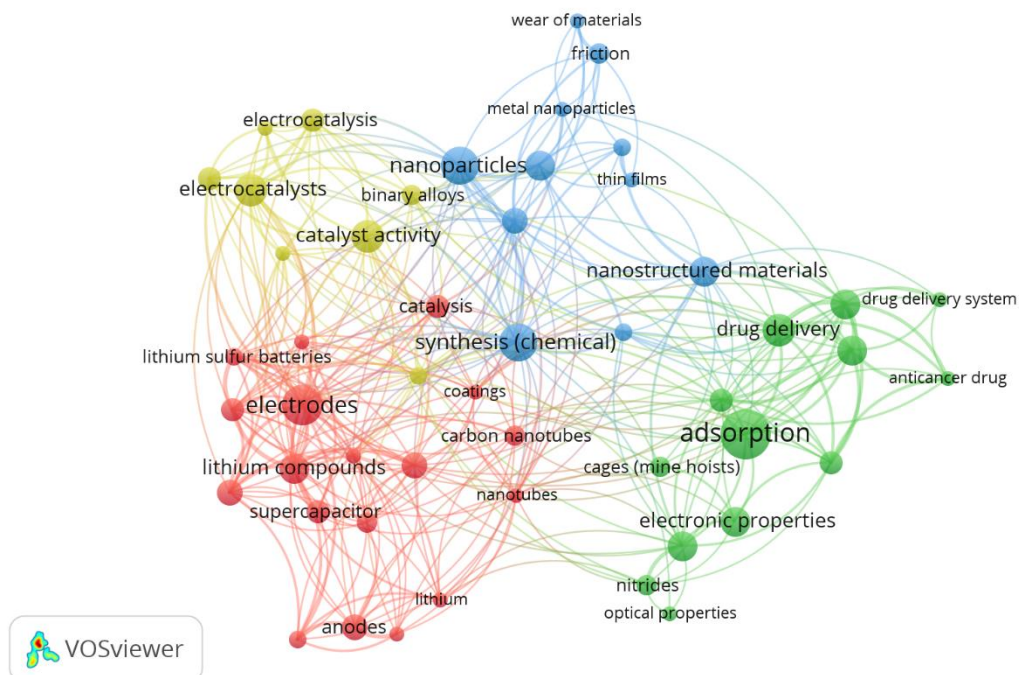 wear of materials
friction
metal nanoparticles
electrocatalysis
nanoparticles
thin films
electrocatalysts
binary alloys
catalyst activity
nanostructured materials
drug delivery system
catalysis
drug delivery
synthesis (chemical)
lithium sulfur batteries
anticancer drug
coatings
electrodes
adsorption
carbon nanotubes
lithium compounds
cages (mine hoists)
nanotubes
supercapacitor
electronic properties
nitrides
lithium
optical properties
anodes
VOSviewer